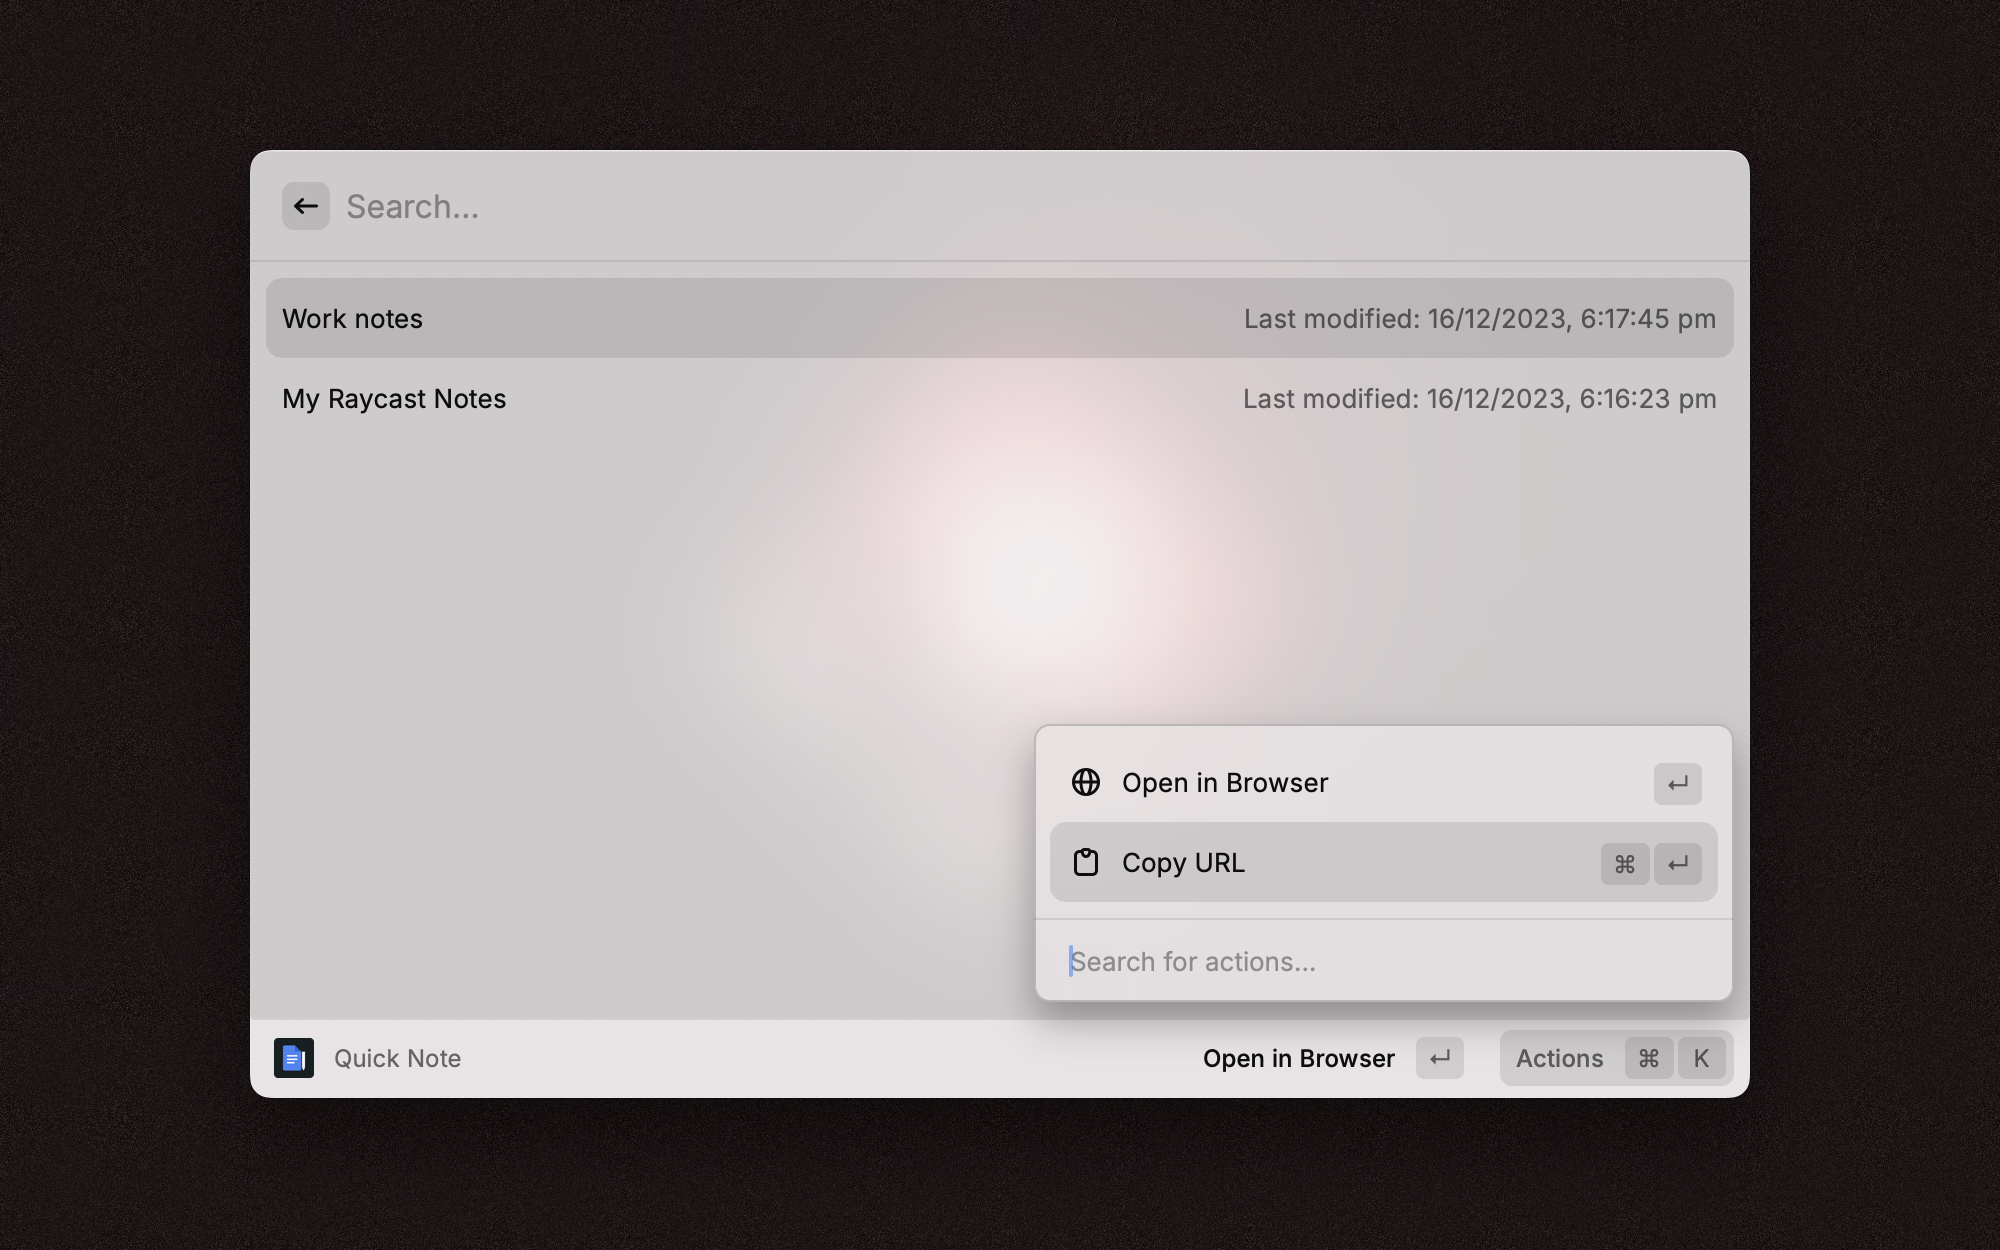 Search...
Work notes Last modified: 16/12/2023, 6:17:45 pm
My Raycast Notes Last modified: 16/12/2023, 6:16:23 pm
Open in Browser ↵
Copy URL ⌘ ↵
Search for actions...
Quick Note Open in Browser ↵ Actions ⌘ K